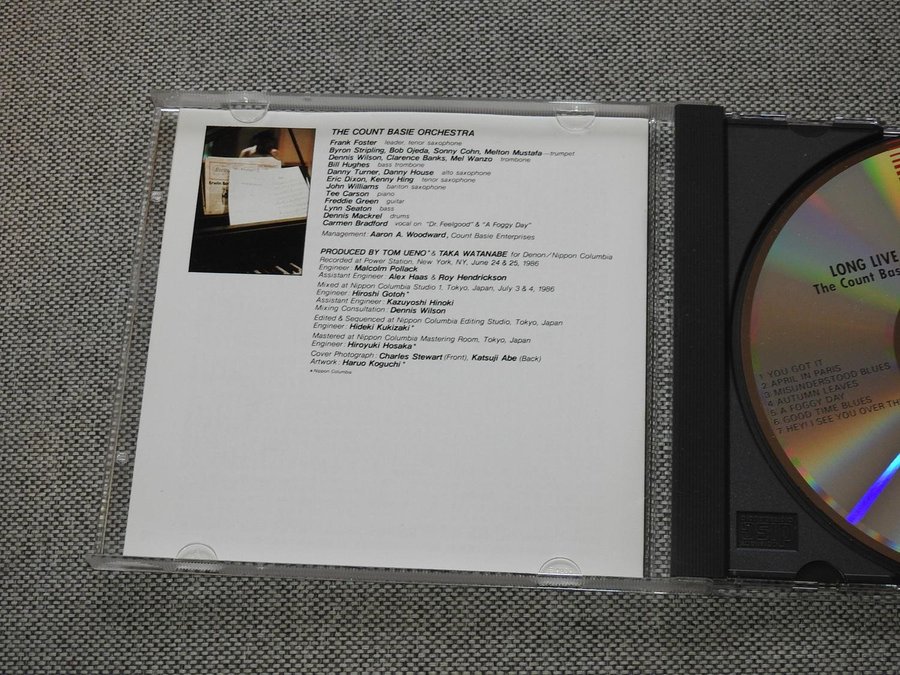 THE COUNT BASIE ORCHESTRA
Frank Foster leader, tenor saxophone
Byron Stripling, Bob Ojeda, Sonny Cohn, Melton Mustafa trumpet
Dennis Wilson, Clarence Banks, Mel Wanzo trombone
Bill Hughes bass trombone
Danny Turner, Danny House alto saxophone
Eric Dixon, Kenny Hing tenor saxophone
John Williams bariton saxophone
Tee Carson piano
Freddie Green guitar
Lynn Seaton bass
Dennis Mackrel drums
Carmen Bradford vocal on "Dr. Feelgood" & "A Foggy Day"
Management: Aaron A. Woodward, Count Basie Enterprises
PRODUCED BY TOM UENO* & TAKA WATANABE for Denon/Nippon Columbia
Recorded at Power Station, New York, NY, June 24 & 25, 1986
Engineer: Malcolm Pollack
Assistant Engineer: Alex Haas & Roy Hendrickson
Mixed at Nippon Columbia Studio 1, Tokyo, Japan, July 3 & 4, 1986
Engineer: Hiroshi Gotoh*
Assistant Engineer: Kazuyoshi Hinoki
Mixing Consultation: Dennis Wilson
Edited & Sequenced at Nippon Columbia Editing Studio, Tokyo, Japan
Engineer: Hideki Kukizaki*
Mastered at Nippon Columbia Mastering Room, Tokyo, Japan
Engineer: Hiroyuki Hosaka*
Cover Photograph: Charles Stewart (Front), Katsuji Abe (Back)
Artwork: Haruo Koguchi*
* Nippon Columbia
LONG LIVE
The Count Bas
1 YOU GOT IT
2 APRIL IN PARIS
3 MISUNDERSTOOD BLUES
4 AUTUMN LEAVES
5 A FOGGY DAY
6 GOOD TIME BLUES
7 HEY! I SEE YOU OVER TH